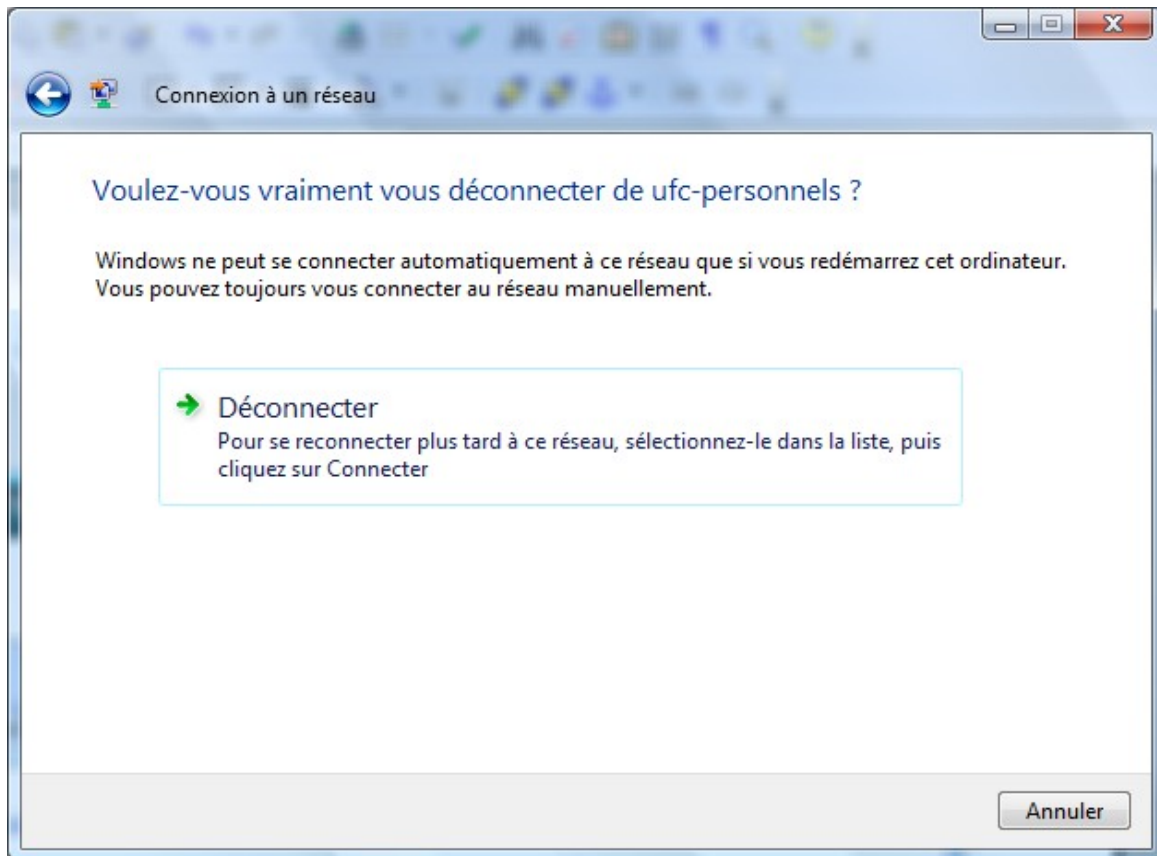 Connexion à un réseau
Voulez-vous vraiment vous déconnecter de ufc-personnels ?
Windows ne peut se connecter automatiquement à ce réseau que si vous redémarrez cet ordinateur.
Vous pouvez toujours vous connecter au réseau manuellement.
Déconnecter
Pour se reconnecter plus tard à ce réseau, sélectionnez-le dans la liste, puis
cliquez sur Connecter
Annuler